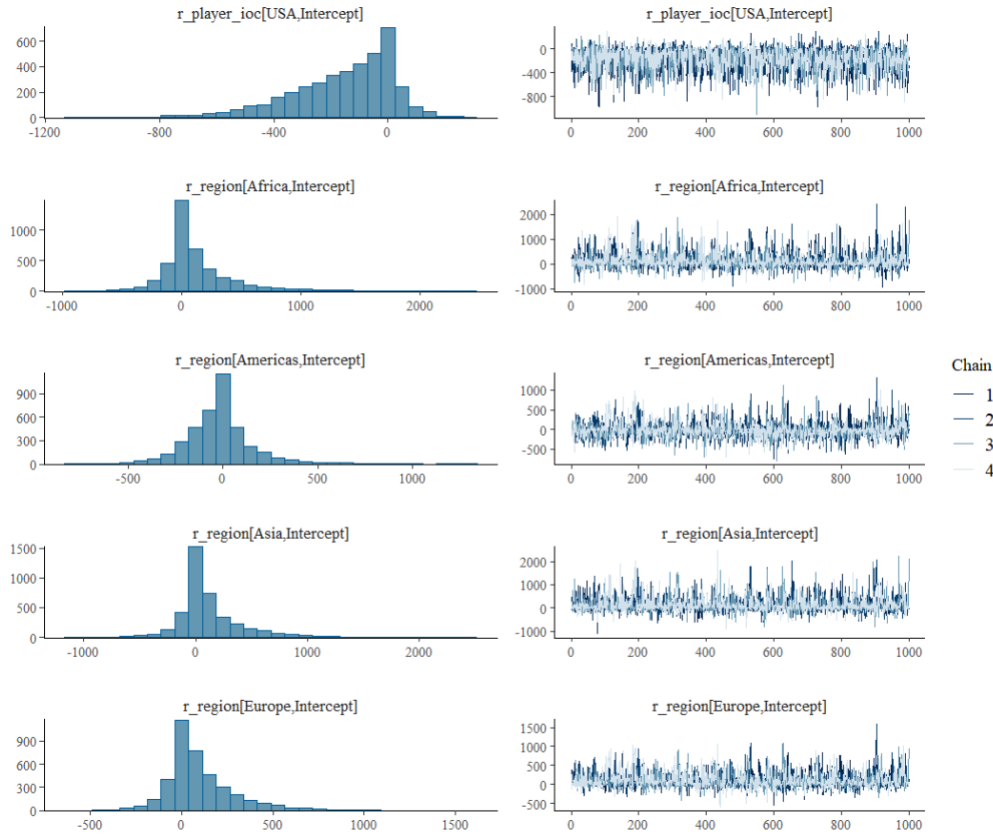 r_player_ioc[USA,Intercept] r_player_ioc[USA,Intercept]
600
400
200
0
-1200 -800 -400 0
0
-400
-800
0 200 400 600 800 1000
r_region[Africa,Intercept] r_region[Africa,Intercept]
1000
500
0
-1000 0 1000 2000
2000
1000
0
-1000
0 200 400 600 800 1000
r_region[Americas,Intercept] r_region[Americas,Intercept]
900
600
300
0
-500 0 500 1000
1000
500
0
-500
0 200 400 600 800 1000
Chain
1
2
3
4
r_region[Asia,Intercept] r_region[Asia,Intercept]
1500
1000
500
0
-1000 0 1000 2000
2000
1000
0
-1000
0 200 400 600 800 1000
r_region[Europe,Intercept] r_region[Europe,Intercept]
900
600
300
0
-500 0 500 1000 1500
1500
1000
500
0
-500
0 200 400 600 800 1000